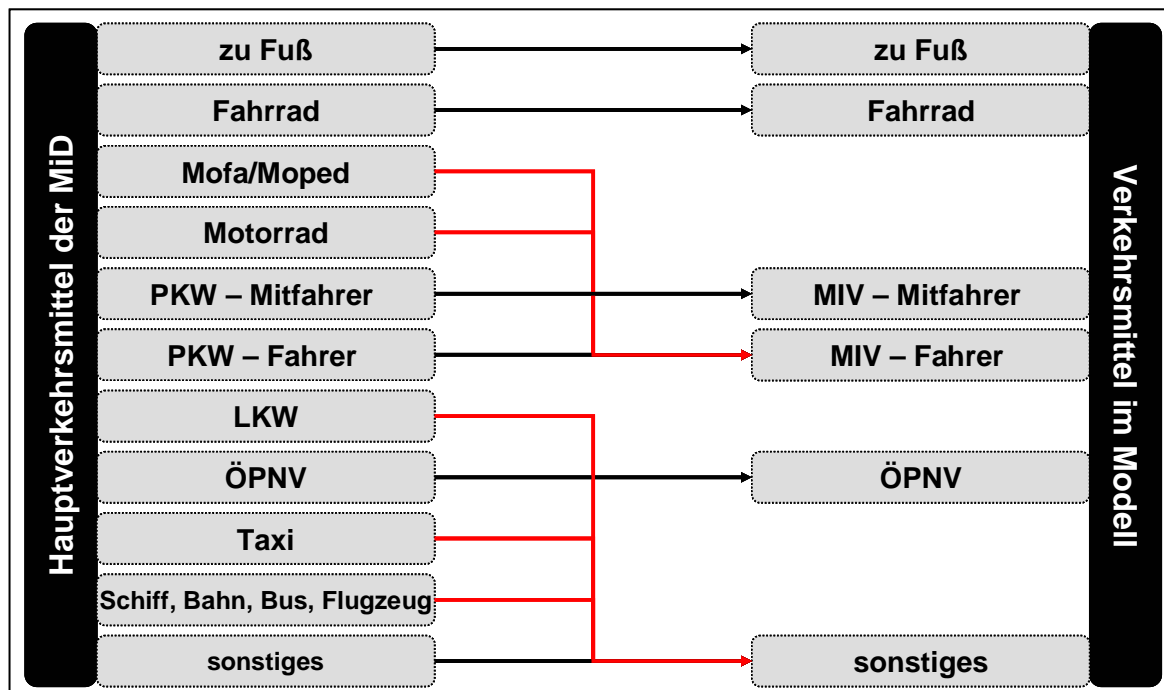 Hauptverkehrsmittel der MiD
zu Fuß
Fahrrad
Mofa/Moped
Motorrad
PKW – Mitfahrer
PKW – Fahrer
LKW
ÖPNV
Taxi
Schiff, Bahn, Bus, Flugzeug
sonstiges
zu Fuß
Fahrrad
MIV – Mitfahrer
MIV – Fahrer
ÖPNV
sonstiges
Verkehrsmittel im Modell